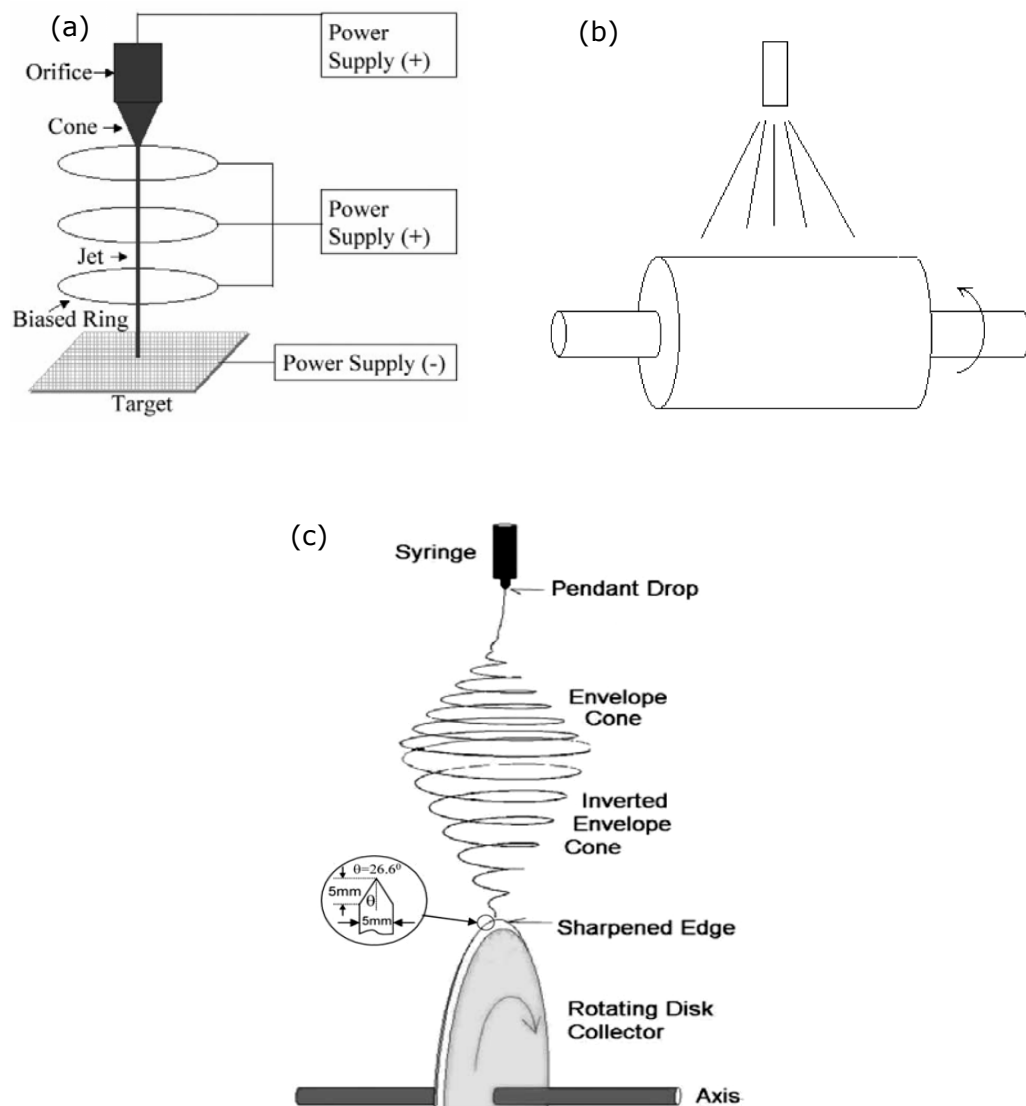 (a)
Power
Supply (+)
Orifice
Cone
Power
Supply (+)
Jet
Biased Ring
Power Supply (-)
Target
(b)
(c)
Syringe
Pendant Drop
Envelope
Cone
Inverted
Envelope
Cone
θ=26.6⁰
5mm
θ
5mm
Sharpened Edge
Rotating Disk
Collector
Axis